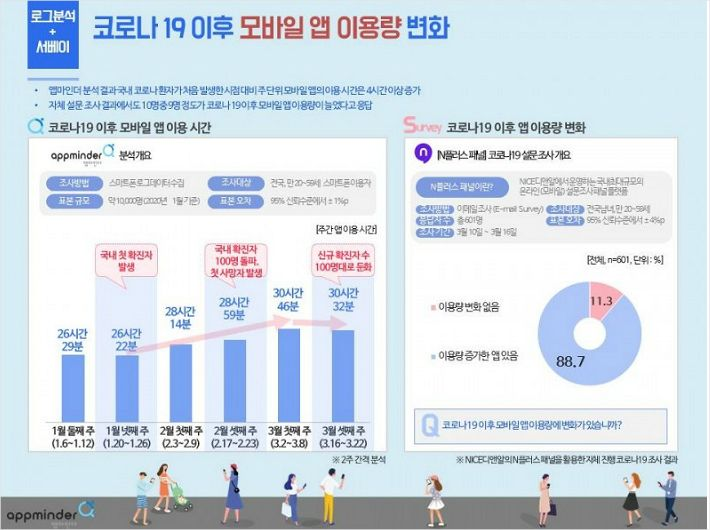 로그분석
+
서베이
코로나 19 이후 모바일 앱 이용량 변화
• 앱마인더 분석 결과 국내 코로나 환자가 처음 발생한 시점 대비 주 단위 모바일 앱의 이용 시간은 4시간 이상 증가
• 자체 설문 조사 결과에서도 10명 중 9명 정도가 코로나 19 이후 모바일 앱 이용량이 늘었다고 응답
코로나19 이후 모바일 앱 이용 시간
appminder 분석 개요
앱마인더
조사방법 스마트폰 로그데이터 수집
조사대상 전국, 만 20~59세 스마트폰 이용자
표본 규모 약 10,000명(2020년 1월 기준)
표본 오차 95% 신뢰수준에서 ± 1%p
[주간 앱 이용 시간]
국내 첫 확진자
발생
국내 확진자
100명 돌파,
첫 사망자 발생
신규 확진자 수
100명대로 둔화
26시간
29분
26시간
22분
28시간
14분
28시간
59분
30시간
46분
30시간
32분
1월 둘째 주
(1.6~1.12)
1월 넷째 주
(1.20~1.26)
2월 첫째 주
(2.3~2.9)
2월 셋째 주
(2.17~2.23)
3월 첫째 주
(3.2~3.8)
3월 셋째 주
(3.16~3.22)
※ 2주 간격 분석
Survey 코로나19 이후 앱 이용량 변화
n [N플러스 패널] 코로나19 설문 조사 개요
N플러스 패널이란?
NICE디앤알에서 운영하는 국내 최대 규모의
온라인(모바일) 설문조사 패널 플랫폼
조사방법 이메일 조사 (E-mail Survey)
조사대상 전국 남녀, 만 20~59세
응답자 수 총 601명
표본 오차 95% 신뢰수준에서 ± 4%p
조사 기간 3월 10일 ~ 3월 16일
[전체, n=601, 단위 : %]
이용량 변화 없음
이용량 증가한 앱 있음
11.3
88.7
Q 코로나19 이후 모바일 앱 이용량에 변화가 있습니까?
※ NICE디앤알의 N플러스 패널을 활용한 자체 진행 코로나19 조사 결과
appminder
앱마인더